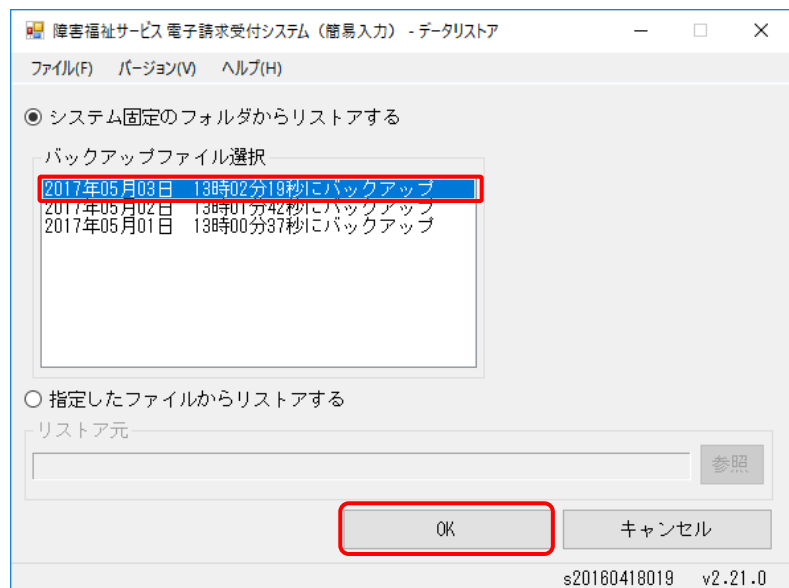 障害福祉サービス 電子請求受付システム（簡易入力） - データリストア
ファイル(F) バージョン(V) ヘルプ(H)
システム固定のフォルダからリストアする
バックアップファイル選択
2017年05月03日 13時02分19秒にバックアップ
2017年05月02日 13時01分42秒にバックアップ
2017年05月01日 13時00分37秒にバックアップ
指定したファイルからリストアする
リストア元
参照
OK キャンセル
s20160418019 v2.21.0